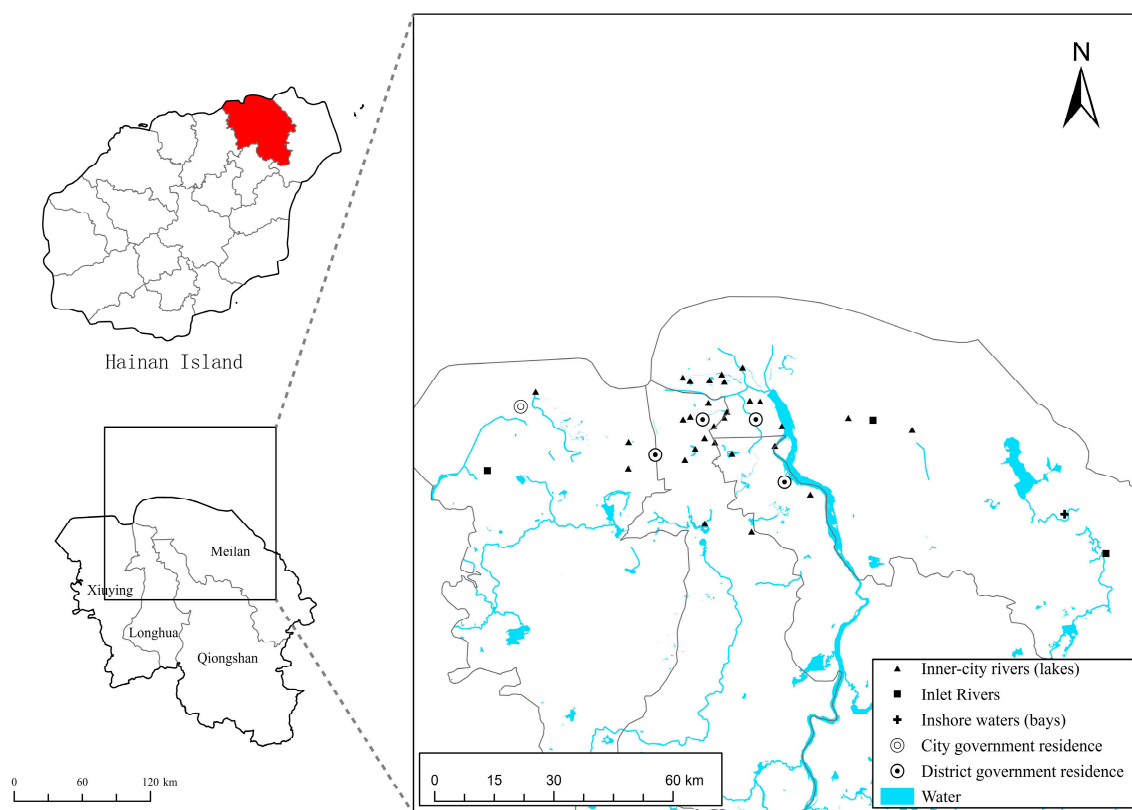 N
Hainan Island
Meilan
Xiuying
Longhua
Qiongshan
0 60 120 km
0 15 30 60 km
Inner-city rivers (lakes)
Inlet Rivers
Inshore waters (bays)
City government residence
District government residence
Water